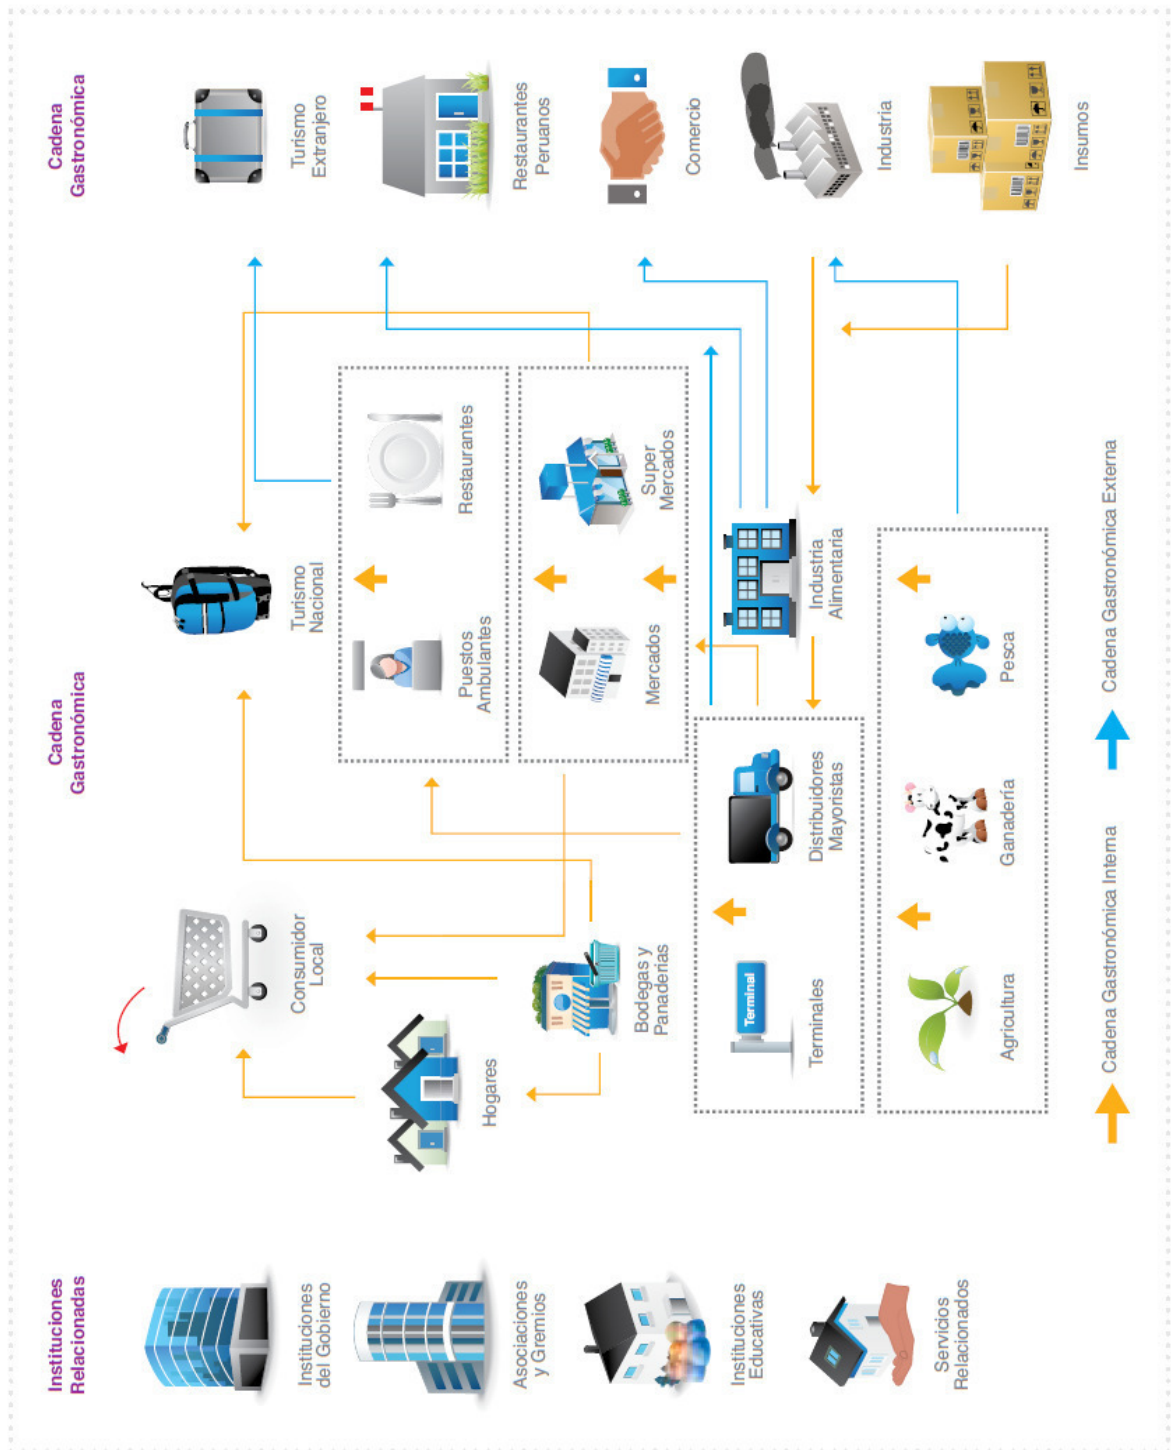 Instituciones
Relacionadas
Cadena
Gastronómica
Cadena
Gastronómica
Instituciones
del Gobierno
Consumidor
Local
Turismo
Nacional
Turismo
Extranjero
Asociaciones
y Gremios
Hogares
Puestos
Ambulantes
Restaurantes
Restaurantes
Peruanos
Instituciones
Educativas
Bodegas y
Panaderias
Mercados
Super
Mercados
Comercio
Servicios
Relacionados
Terminal
Terminales
Distribuidores
Mayoristas
Industria
Alimentaria
Industria
Agricultura
Ganadería
Pesca
Insumos
Cadena Gastronómica Interna
Cadena Gastronómica Externa